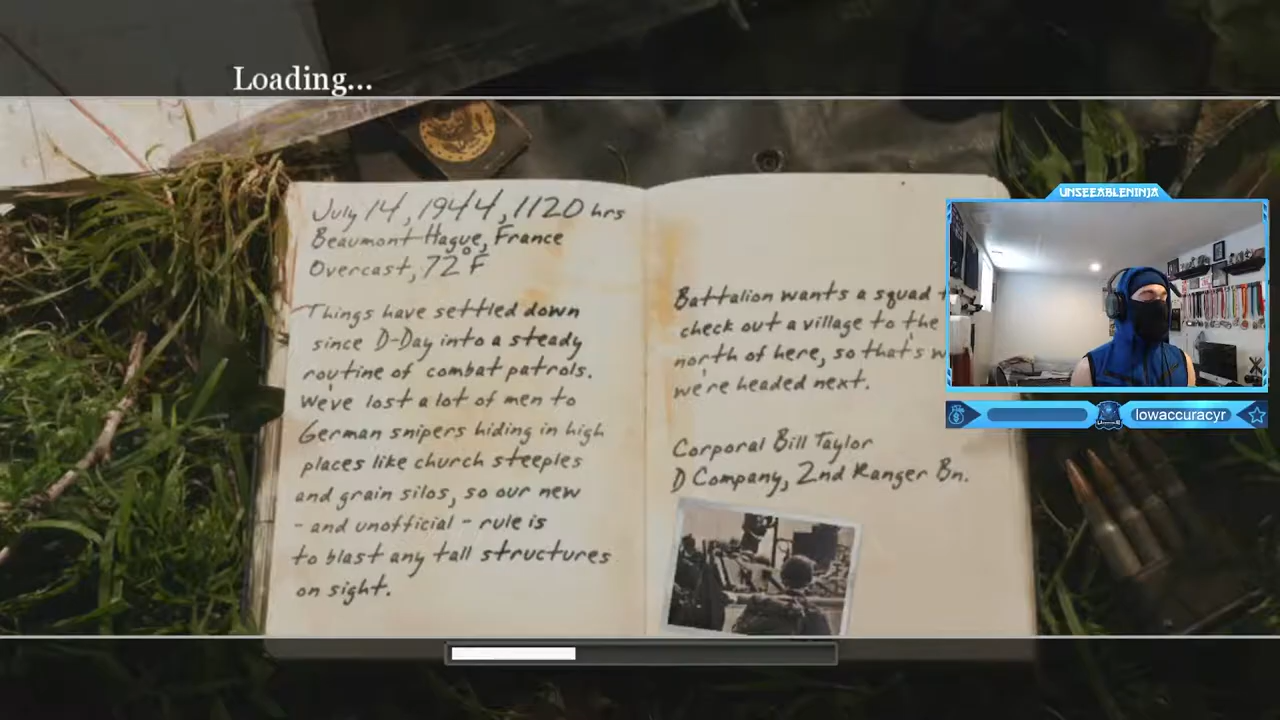 Loading...
July 14, 1944, 1120 hrs
Beaumont-Hague, France
Overcast, 72°F
Things have settled down
since D-Day into a steady
routine of combat patrols.
We've lost a lot of men to
German snipers hiding in high
places like church steeples
and grain silos, so our new
- and unofficial - rule is
to blast any tall structures
on sight.
Battalion wants a squad
check out a village to the
north of here, so that's
we're headed next.
Corporal Bill Taylor
D Company, 2nd Ranger Bn.
UNSEEABLENINJA
lowaccuracyr